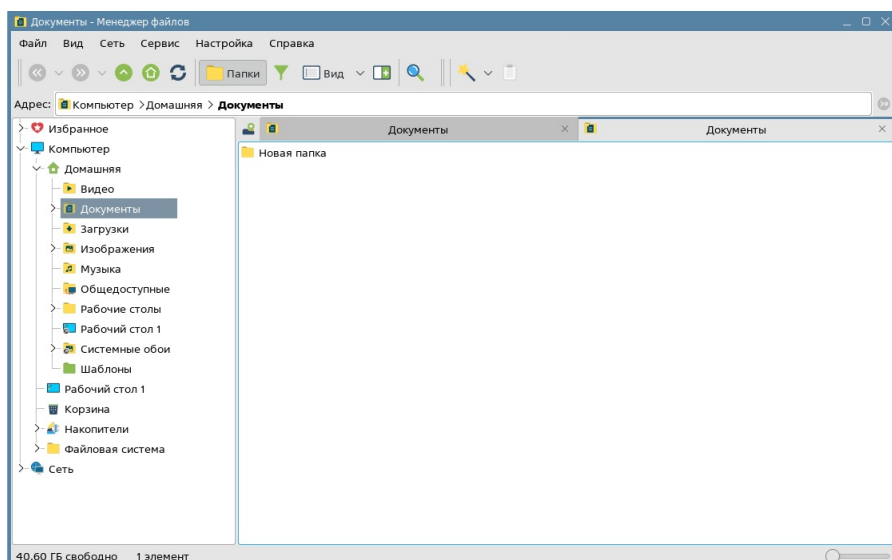 Документы – Менеджер файлов
Файл Вид Сеть Сервис Настройка Справка
Папки Вид
Адрес: Компьютер > Домашняя > Документы
Избранное
Документы Документы
Компьютер
Новая папка
Домашняя
Видео
Документы
Загрузки
Изображения
Музыка
Общедоступные
Рабочие столы
Рабочий стол 1
Системные обои
Шаблоны
Рабочий стол 1
Корзина
Накопители
Файловая система
Сеть
40,60 ГБ свободно 1 элемент